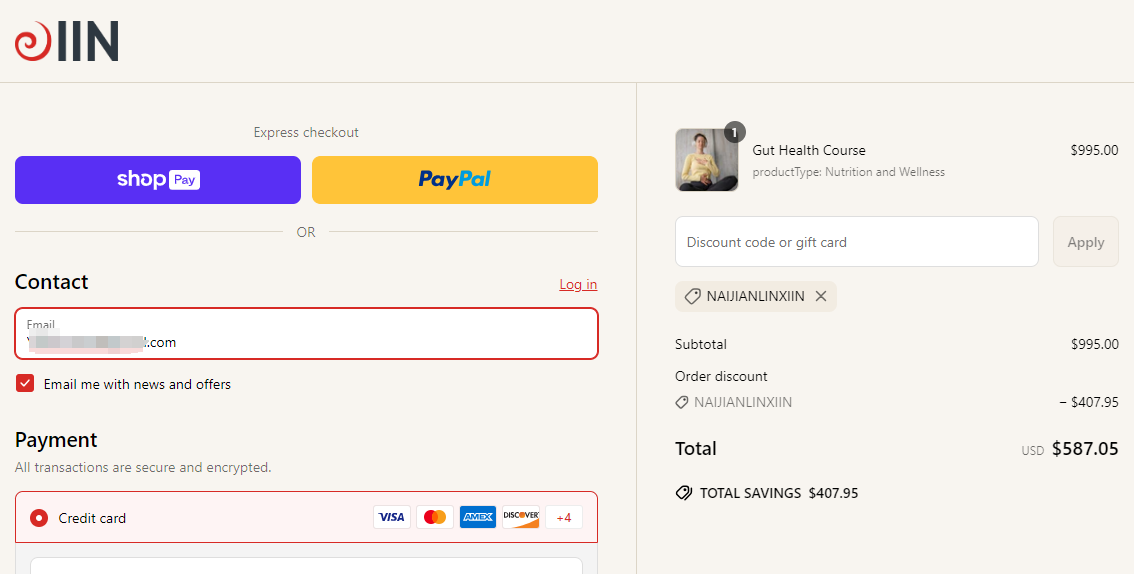 IIN
Express checkout
shop Pay
PayPal
OR
Contact
Log in
Email
.com
Email me with news and offers
Payment
All transactions are secure and encrypted.
Credit card
VISA
AMEX
DISCOVER
+4
1
Gut Health Course
$995.00
productType: Nutrition and Wellness
Discount code or gift card
Apply
NAIJIANLINXIIN
Subtotal
$995.00
Order discount
NAIJIANLINXIIN
− $407.95
Total
USD $587.05
TOTAL SAVINGS $407.95